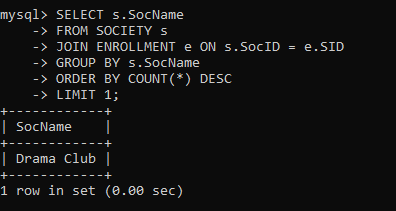 mysql> SELECT s.SocName
    -> FROM SOCIETY s
    -> JOIN ENROLLMENT e ON s.SocID = e.SID
    -> GROUP BY s.SocName
    -> ORDER BY COUNT(*) DESC
    -> LIMIT 1;
+------------+
| SocName    |
+------------+
| Drama Club |
+------------+
1 row in set (0.00 sec)